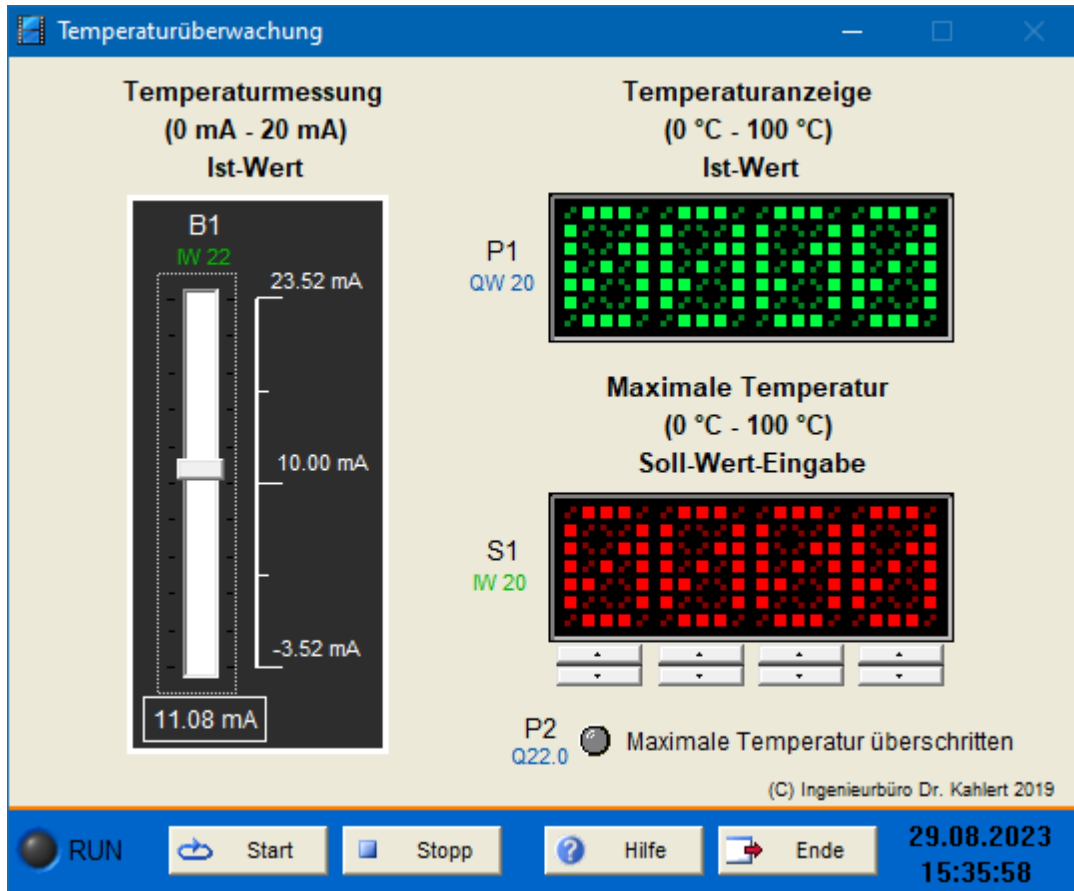 Temperaturüberwachung
Temperaturmessung
(0 mA - 20 mA)
Ist-Wert
B1
IW 22
23.52 mA
10.00 mA
-3.52 mA
11.08 mA
Temperaturanzeige
(0 °C - 100 °C)
Ist-Wert
P1
QW 20
0000
Maximale Temperatur
(0 °C - 100 °C)
Soll-Wert-Eingabe
S1
IW 20
0000
P2
Q22.0
Maximale Temperatur überschritten
(C) Ingenieurbüro Dr. Kahlert 2019
RUN
Start
Stopp
Hilfe
Ende
29.08.2023
15:35:58